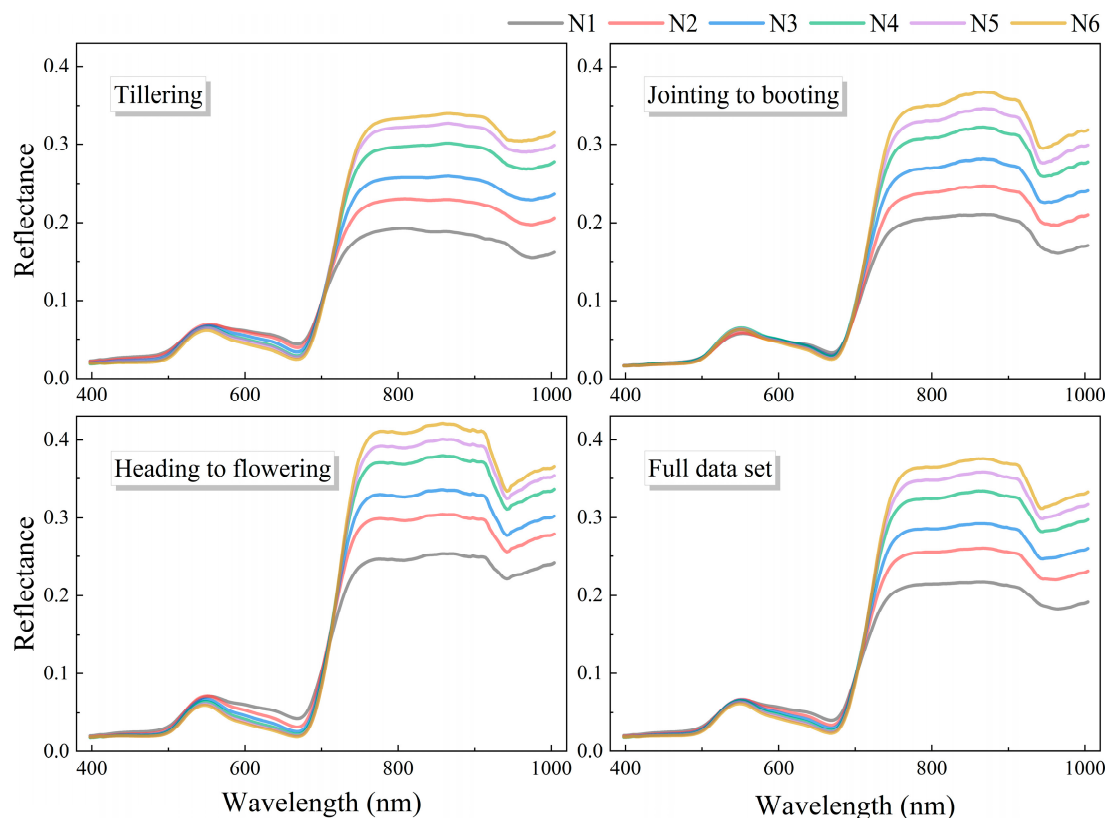 N1 N2 N3 N4 N5 N6
Tillering
Jointing to booting
0.4 0.4
0.3 0.3
0.2 0.2
0.1 0.1
0.0 0.0
400 600 800 1000 400 600 800 1000
Reflectance
Heading to flowering
Full data set
0.4 0.4
0.3 0.3
0.2 0.2
0.1 0.1
0.0 0.0
400 600 800 1000 400 600 800 1000
Reflectance
Wavelength (nm) Wavelength (nm)